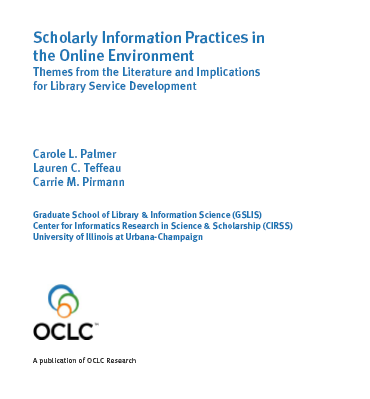 Scholarly Information Practices in
the Online Environment
Themes from the Literature and Implications
for Library Service Development
Carole L. Palmer
Lauren C. Teffeau
Carrie M. Pirmann
Graduate School of Library & Information Science (GSLIS)
Center for Informatics Research in Science & Scholarship (CIRSS)
University of Illinois at Urbana-Champaign
OCLC™
A publication of OCLC Research